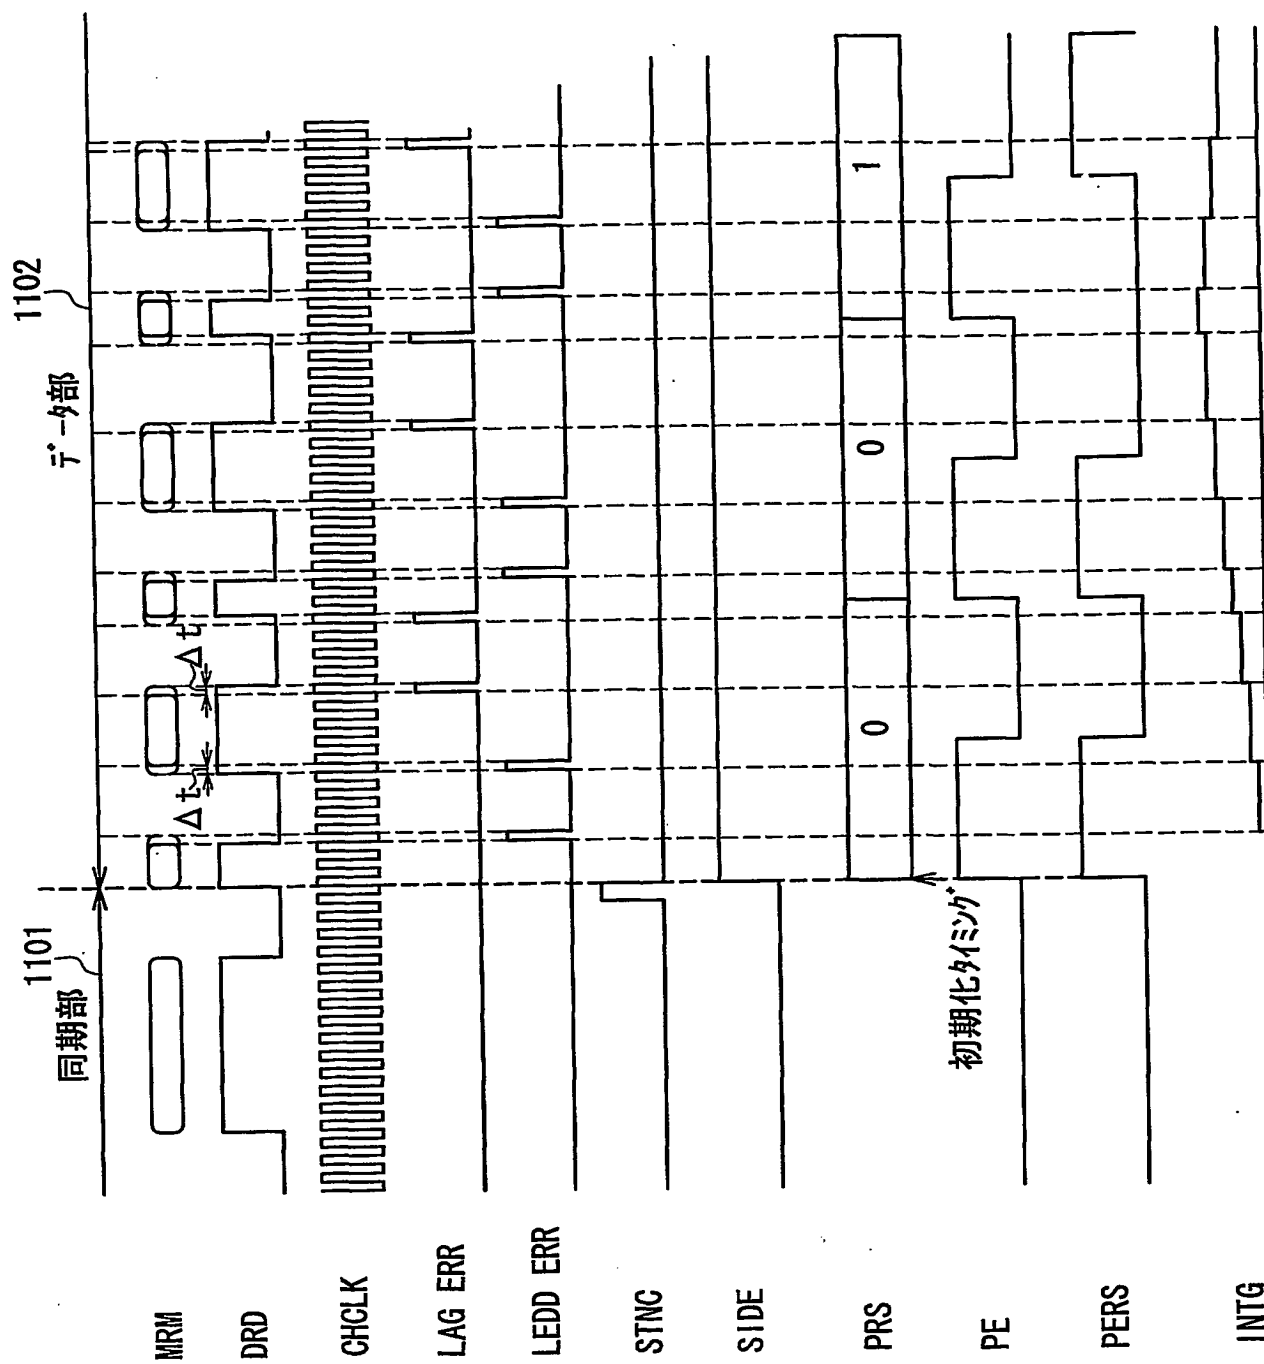 1101
1102
同期部
データ部
MRM
Δt
Δt
DRD
CHCLK
LAG ERR
LEDD ERR
STNC
SIDE
PRS
0
0
1
初期化タイミング
PE
PERS
INTG